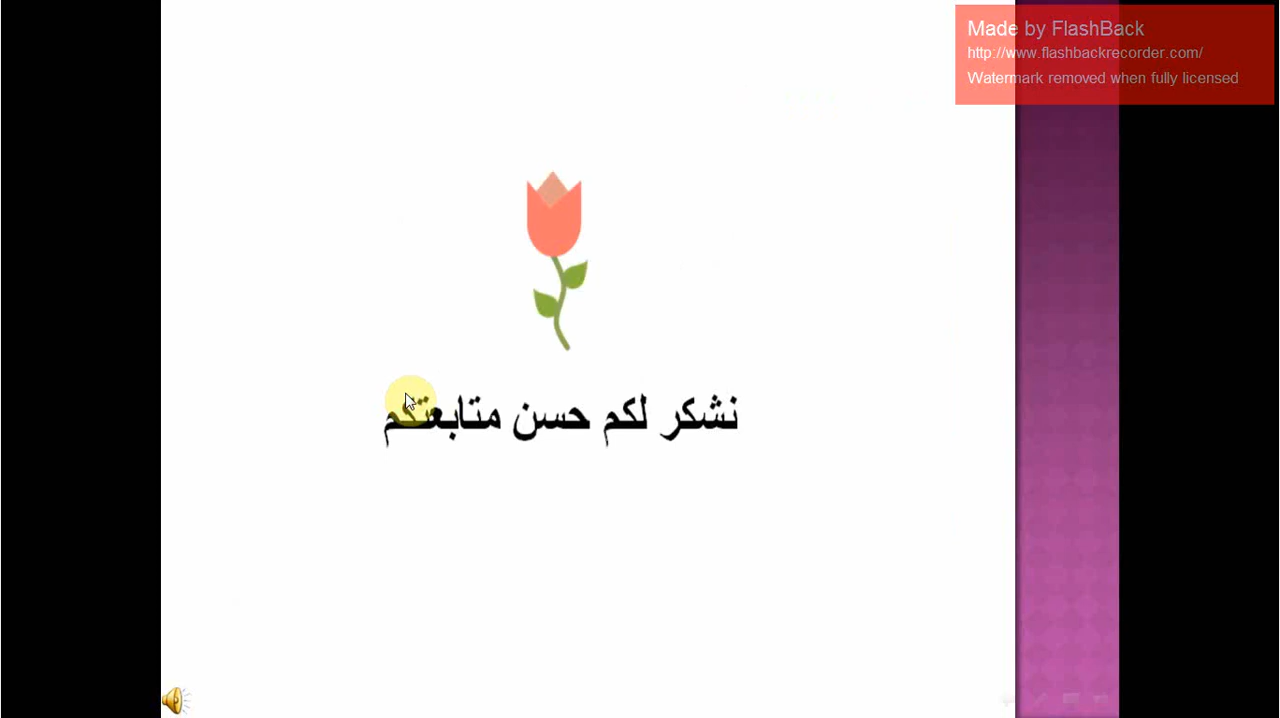 Made by FlashBack
http://www.flashbackrecorder.com/
Watermark removed when fully licensed
نشكر لكم حسن متابعتكم